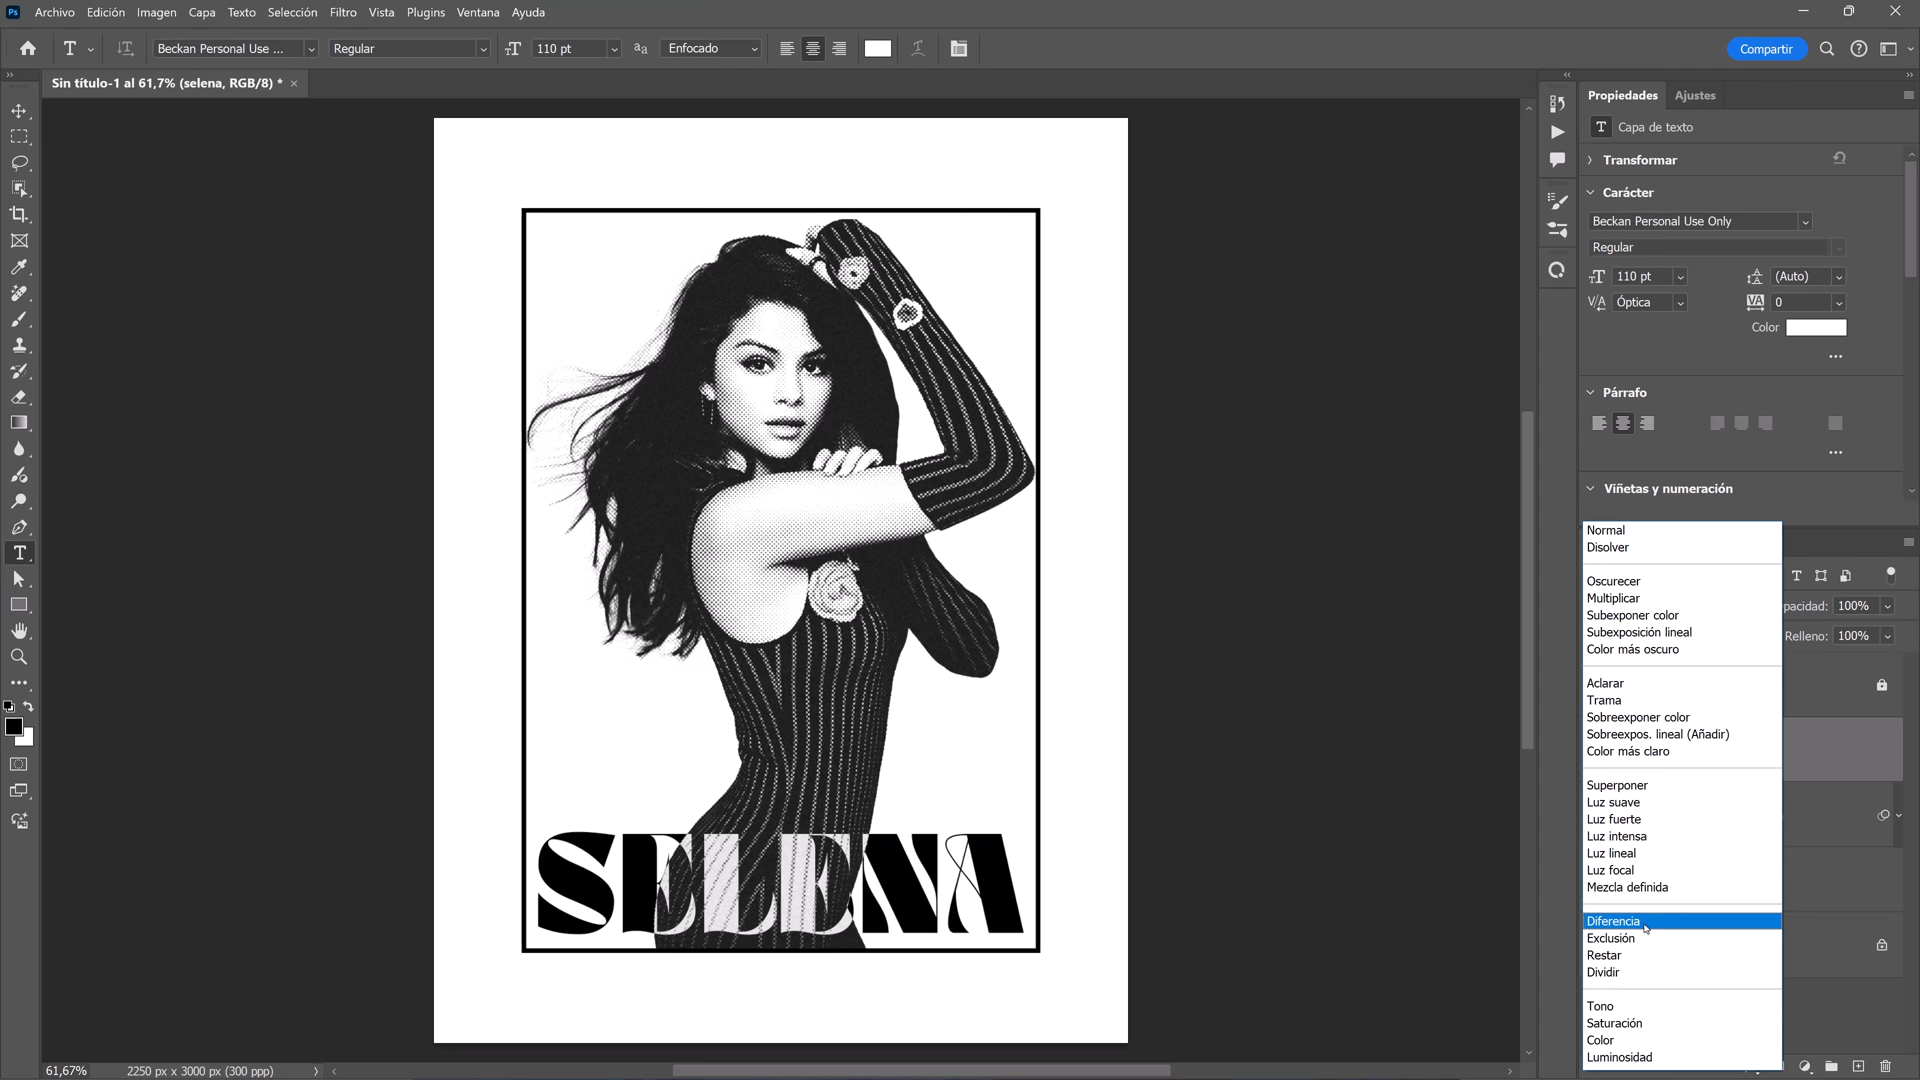 Ps Archivo Edición Imagen Capa Texto Selección Filtro Vista Plugins Ventana Ayuda
T Beckan Personal Use ... Regular 110 pt Enfocado Compartir
Sin título-1 al 61,7% (selena, RGB/8) *
Propiedades Ajustes
Capa de texto
Transformar
Carácter
Beckan Personal Use Only
Regular
110 pt (Auto)
Óptica 0
Color
Párrafo
Viñetas y numeración
Normal
Disolver
Oscurecer
Multiplicar
pacidad: 100%
Subexponer color
Subexposición lineal
Relleno: 100%
Color más oscuro
Aclarar
Trama
Sobreexponer color
Sobreexpos. lineal (Añadir)
Color más claro
Superponer
Luz suave
Luz fuerte
Luz intensa
Luz lineal
Luz focal
Mezcla definida
Diferencia
Exclusión
Restar
Dividir
Tono
Saturación
Color
Luminosidad
SELENA
61,67% 2250 px x 3000 px (300 ppp)